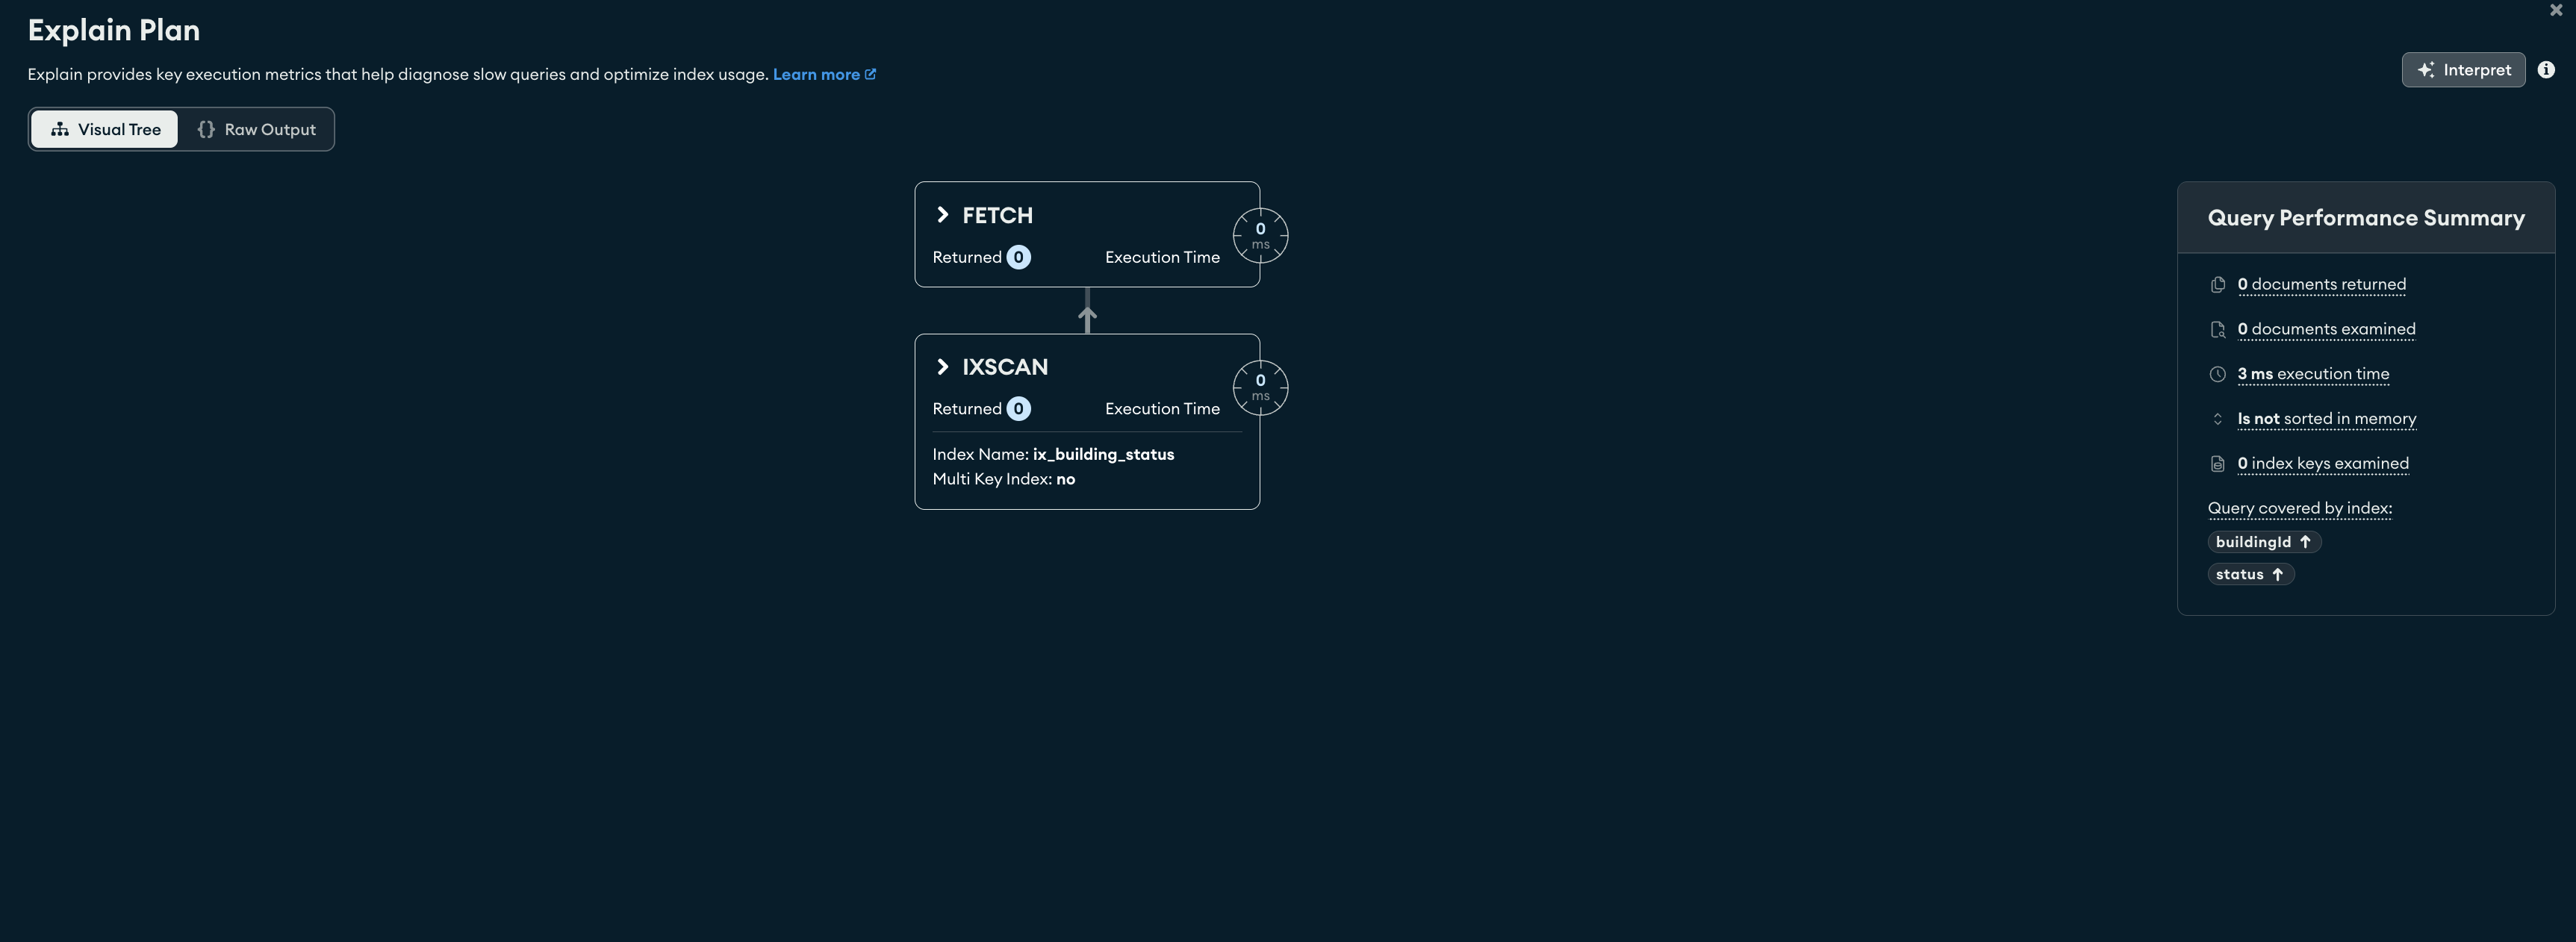 Explain Plan
Explain provides key execution metrics that help diagnose slow queries and optimize index usage. Learn more
Interpret
Visual Tree
{} Raw Output
FETCH
Returned 0 Execution Time 0 ms
IXSCAN
Returned 0 Execution Time 0 ms
Index Name: ix_building_status
Multi Key Index: no
Query Performance Summary
0 documents returned
0 documents examined
3 ms execution time
Is not sorted in memory
0 index keys examined
Query covered by index:
buildingId ↑
status ↑